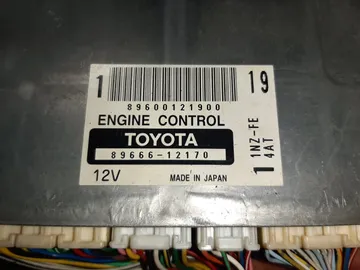 1 19
89600121900
ENGINE CONTROL
TOYOTA
89666-12170
12V MADE IN JAPAN
1 1NZ-FE
4AT